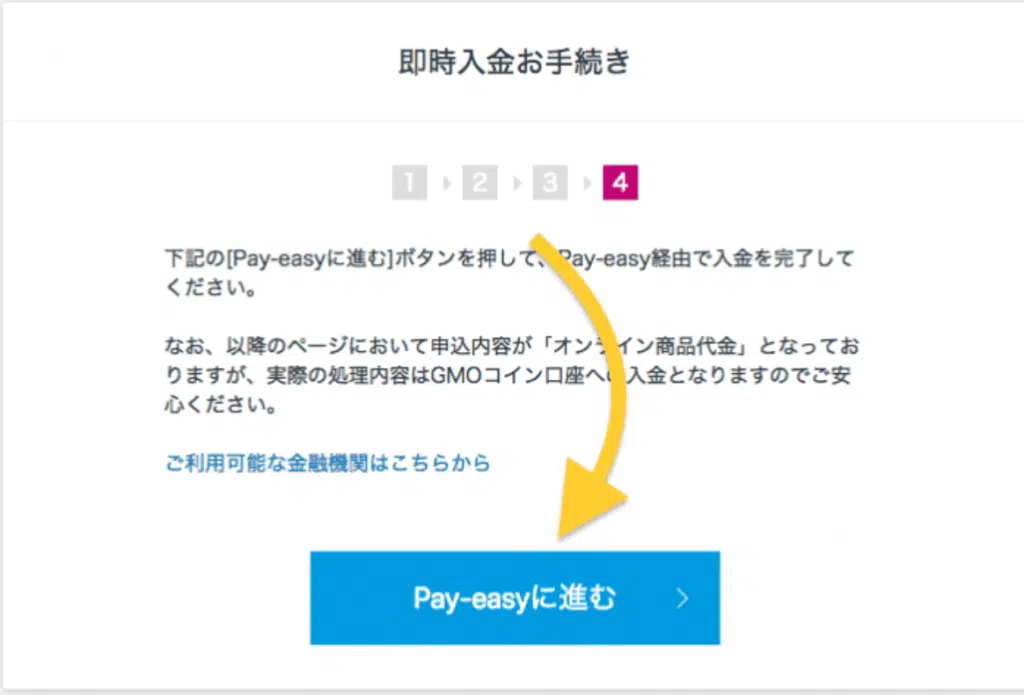 即時入金お手続き
1 2 3 4
下記の[Pay-easyに進む]ボタンを押して、Pay-easy経由で入金を完了して
ください。
なお、以降のページにおいて申込内容が「オンライン商品代金」となってお
りますが、実際の処理内容はGMOコイン口座への入金となりますのでご安
心ください。
ご利用可能な金融機関はこちらから
Pay-easyに進む